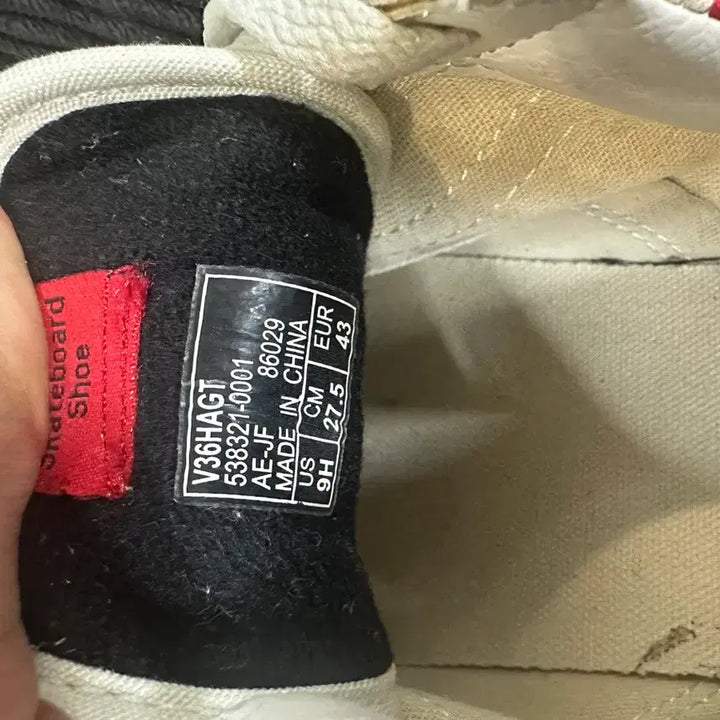 Skateboard
Shoe
V36HAGT
538321-0001
AE-JF 86029
MADE IN CHINA
US CM EUR
9H 27.5 43